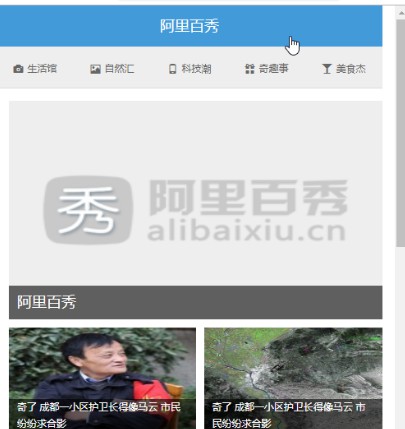 阿里百秀
生活馆 自然汇 科技潮 奇趣事 美食杰
秀 阿里百秀
alibaixiu.cn
阿里百秀
奇了 成都一小区护卫长得像马云 市民
纷纷求合影
奇了 成都一小区护卫长得像马云 市
民纷纷求合影